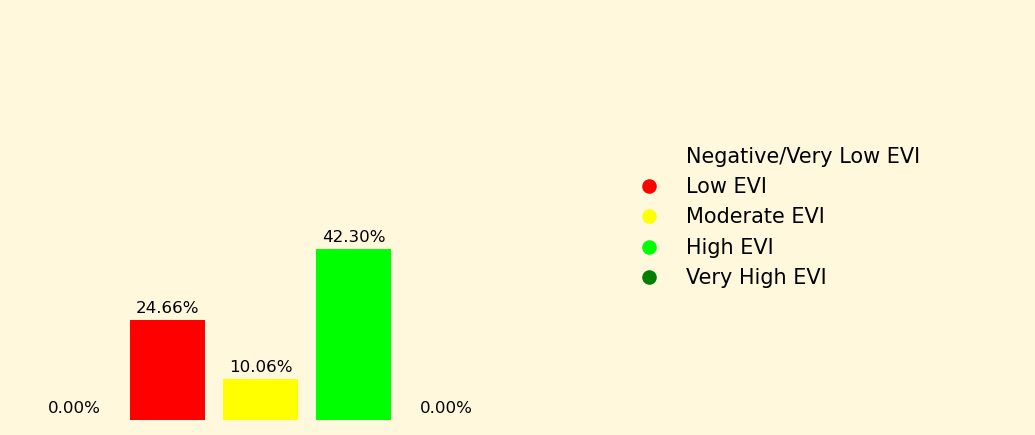 42.30%
24.66%
10.06%
0.00%
0.00%
Negative/Very Low EVI
Low EVI
Moderate EVI
High EVI
Very High EVI